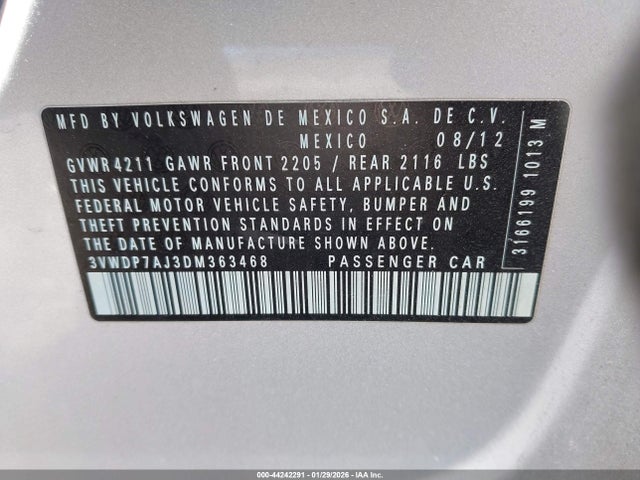 MFD BY VOLKSWAGEN DE MEXICO S.A. DE C.V.
MEXICO 08/12
GVWR 4211 GAWR FRONT 2205 / REAR 2116 LBS
THIS VEHICLE CONFORMS TO ALL APPLICABLE U.S.
FEDERAL MOTOR VEHICLE SAFETY, BUMPER AND
THEFT PREVENTION STANDARDS IN EFFECT ON
THE DATE OF MANUFACTURE SHOWN ABOVE.
3VWDP7AJ3DM363468 PASSENGER CAR
3166199 1013 M
000-44242291 - 01/29/2026 - IAA Inc.